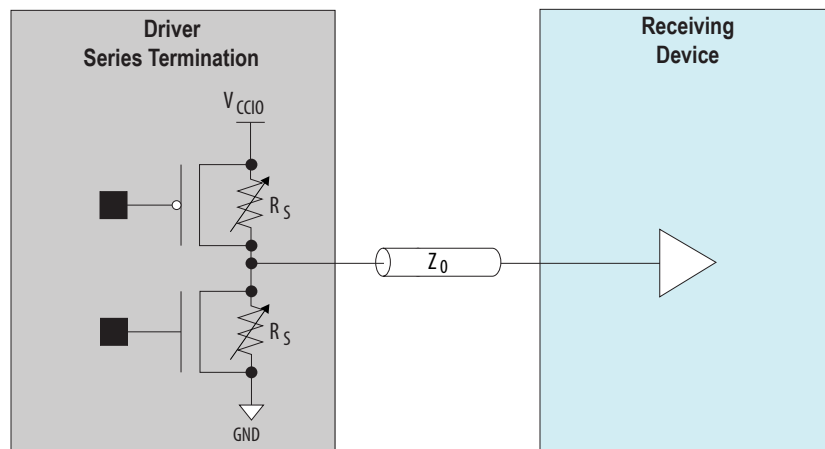 Driver
Series Termination
Receiving
Device
V CCIO
R S
Z 0
R S
GND